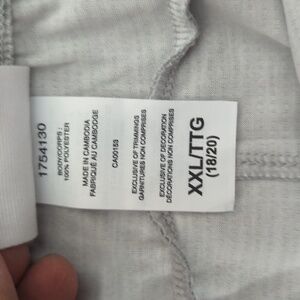 1754130
BODY/CORPS :
100% POLYESTER
MADE IN CAMBODIA
FABRIQUÉ AU CAMBODGE
CA00153
EXCLUSIVE OF TRIMMINGS
GARNITURES NON COMPRISES
EXCLUSIVE OF DECORATION
DECORATIONS NON COMPRISES
XXL/TTG
(18/20)